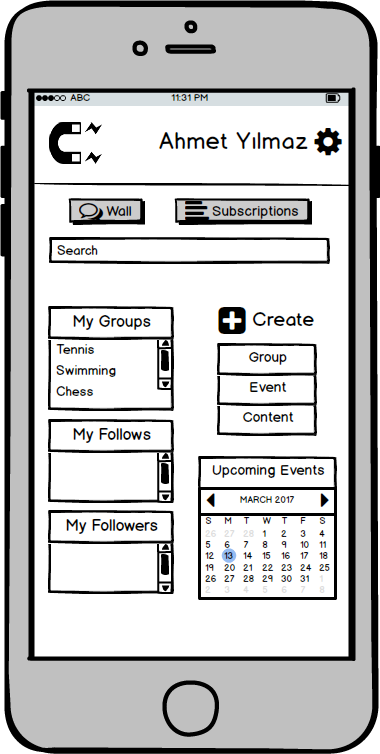 ABC 11:31 PM
Ahmet Yılmaz
Wall Subscriptions
Search
My Groups
Tennis
Swimming
Chess
My Follows
My Followers
Create
Group
Event
Content
Upcoming Events
MARCH 2017
S M T W T F S
26 27 28 1 2 3 4
5 6 7 8 9 10 11
12 13 14 15 16 17 18
19 20 21 22 23 24 25
26 27 28 29 30 31 1
2 3 4 5 6 7 8